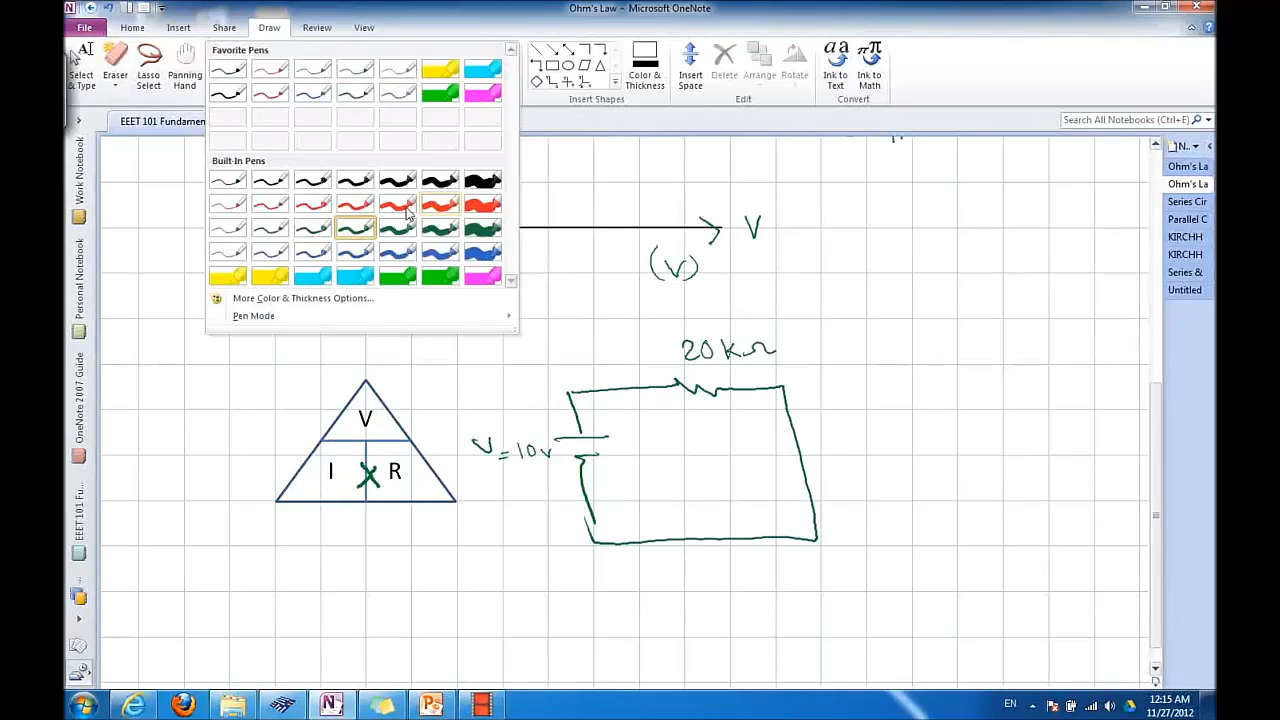 Ohm's Law - Microsoft OneNote
File Home Insert Share Draw Review View
Select & Type
Eraser
Lasso Select
Panning Hand
Favorite Pens
Built-In Pens
More Color & Thickness Options...
Pen Mode
Color & Thickness
Insert Shapes
Insert Space
Delete
Arrange
Rotate
Edit
Ink to Text
Ink to Math
Convert
EEET 101 Fundamen
Search All Notebooks (Ctrl+E)
N..
Ohm's La
Ohm's La
Series Cir
Parallel C
KIRCHH
KIRCHH
Series &
Untitled
Work Notebook
Personal Notebook
OneNote 2007 Guide
EEET 101 Fu...
V
(V)
20KΩ
V=10v
V
I X R
EN
12:15 AM
11/27/2012